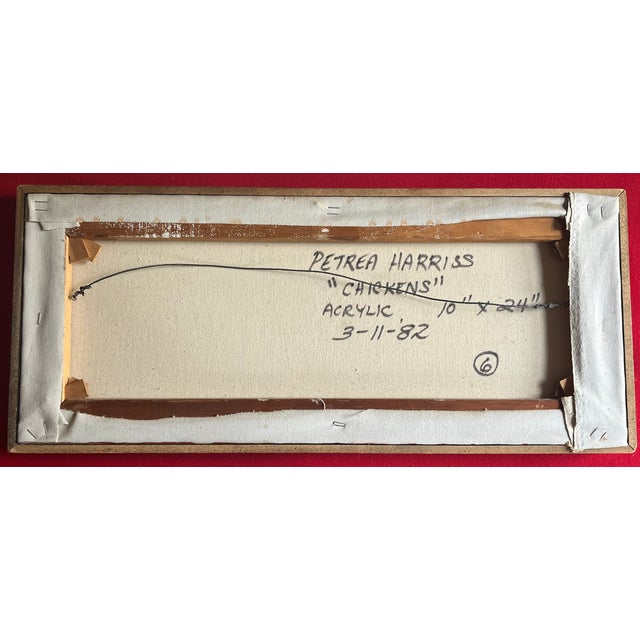 PETREA HARRISS
"CHICKENS"
ACRYLIC 10" X 24"
3-11-82
6